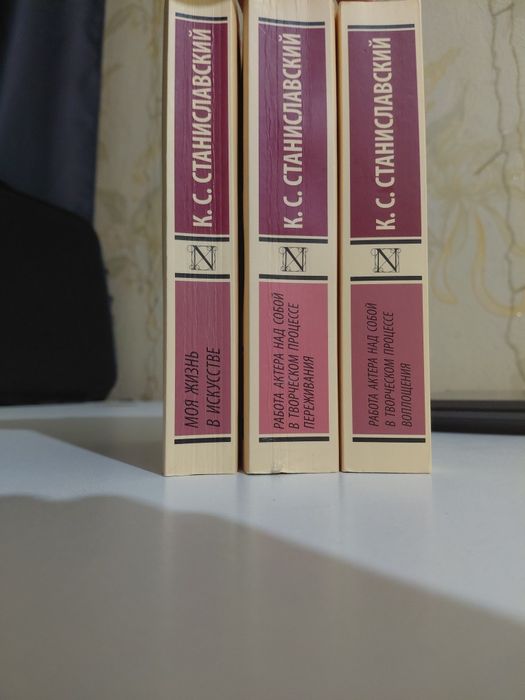 К. С. СТАНИСЛАВСКИЙ
N
МОЯ ЖИЗНЬ
В ИСКУССТВЕ
К. С. СТАНИСЛАВСКИЙ
N
РАБОТА АКТЕРА НАД СОБОЙ
В ТВОРЧЕСКОМ ПРОЦЕССЕ
ПЕРЕЖИВАНИЯ
К. С. СТАНИСЛАВСКИЙ
N
РАБОТА АКТЕРА НАД СОБОЙ
В ТВОРЧЕСКОМ ПРОЦЕССЕ
ВОПЛОЩЕНИЯ